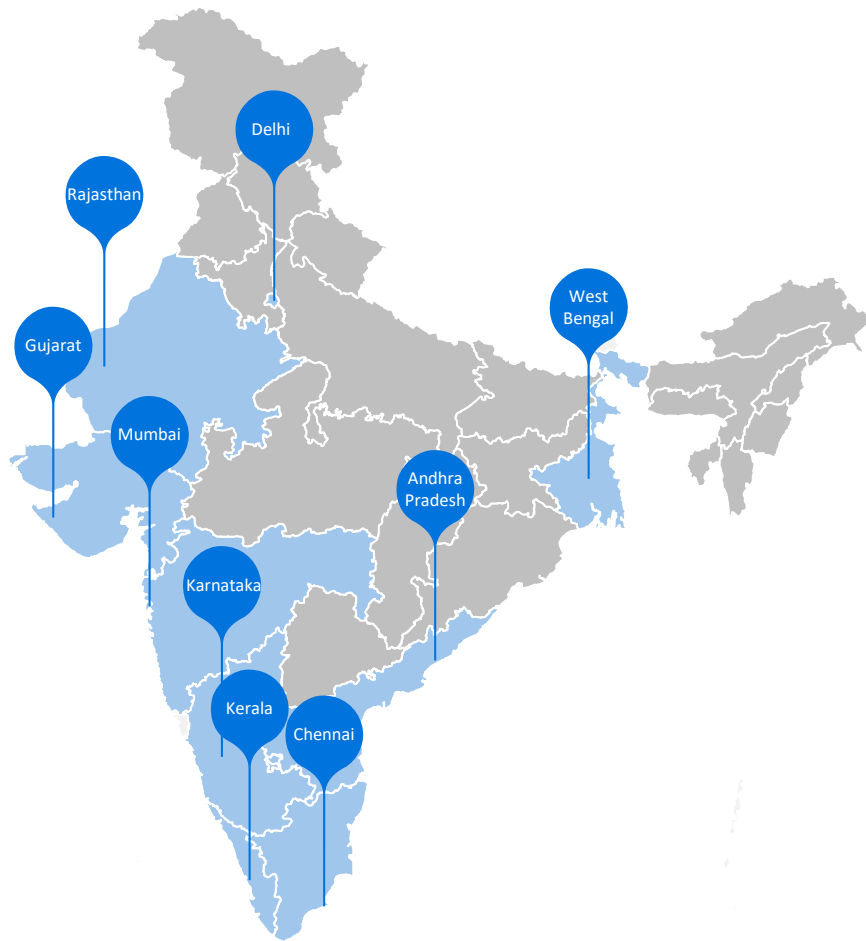 Delhi
Rajasthan
West
Bengal
Gujarat
Mumbai
Andhra
Pradesh
Karnataka
Kerala
Chennai